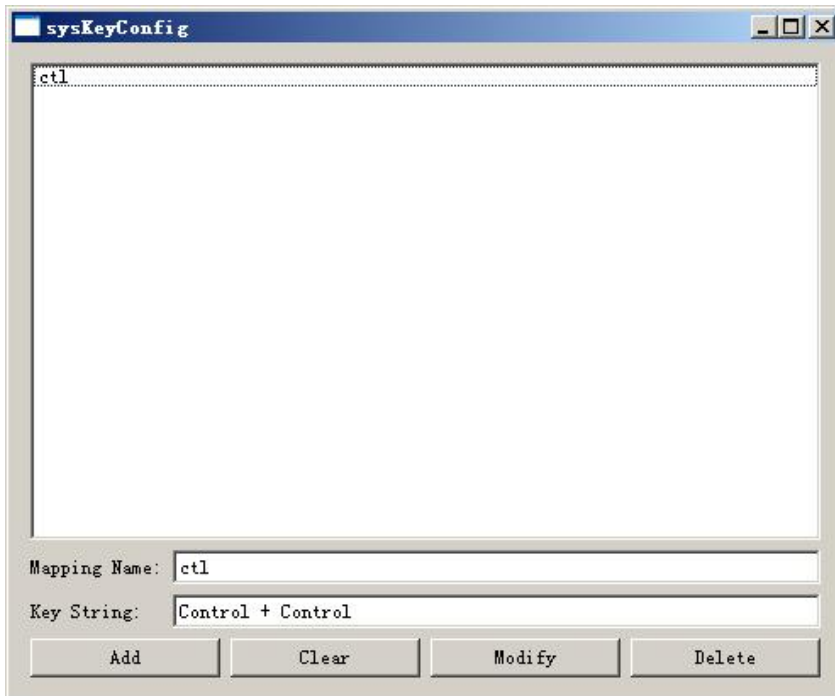 sysKeyConfig
ctl
Mapping Name: ctl
Key String: Control + Control
Add Clear Modify Delete